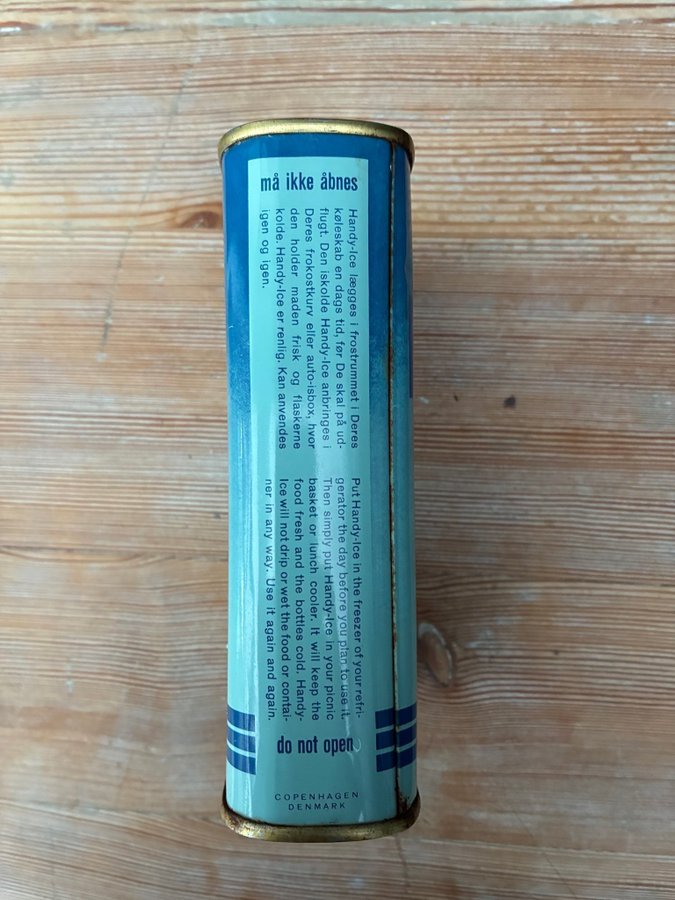 må ikke åbnes
Handy-Ice lægges i frostrummet i Deres
køleskab en dags tid, før De skal på ud-
flugt. Den iskolde Handy-Ice anbringes i
Deres frokostkurv eller auto-isbox, hvor
den holder maden frisk og flaskerne
kolde. Handy-Ice er renlig. Kan anvendes
igen og igen.
Put Handy-Ice in the freezer of your refri-
gerator the day before you plan to use it.
Then simply put Handy-Ice in your picnic
basket or lunch cooler. It will keep the
food fresh and the bottles cold. Handy-
Ice will not drip or wet the food or contai-
ner in any way. Use it again and again.
do not open
COPENHAGEN
DENMARK